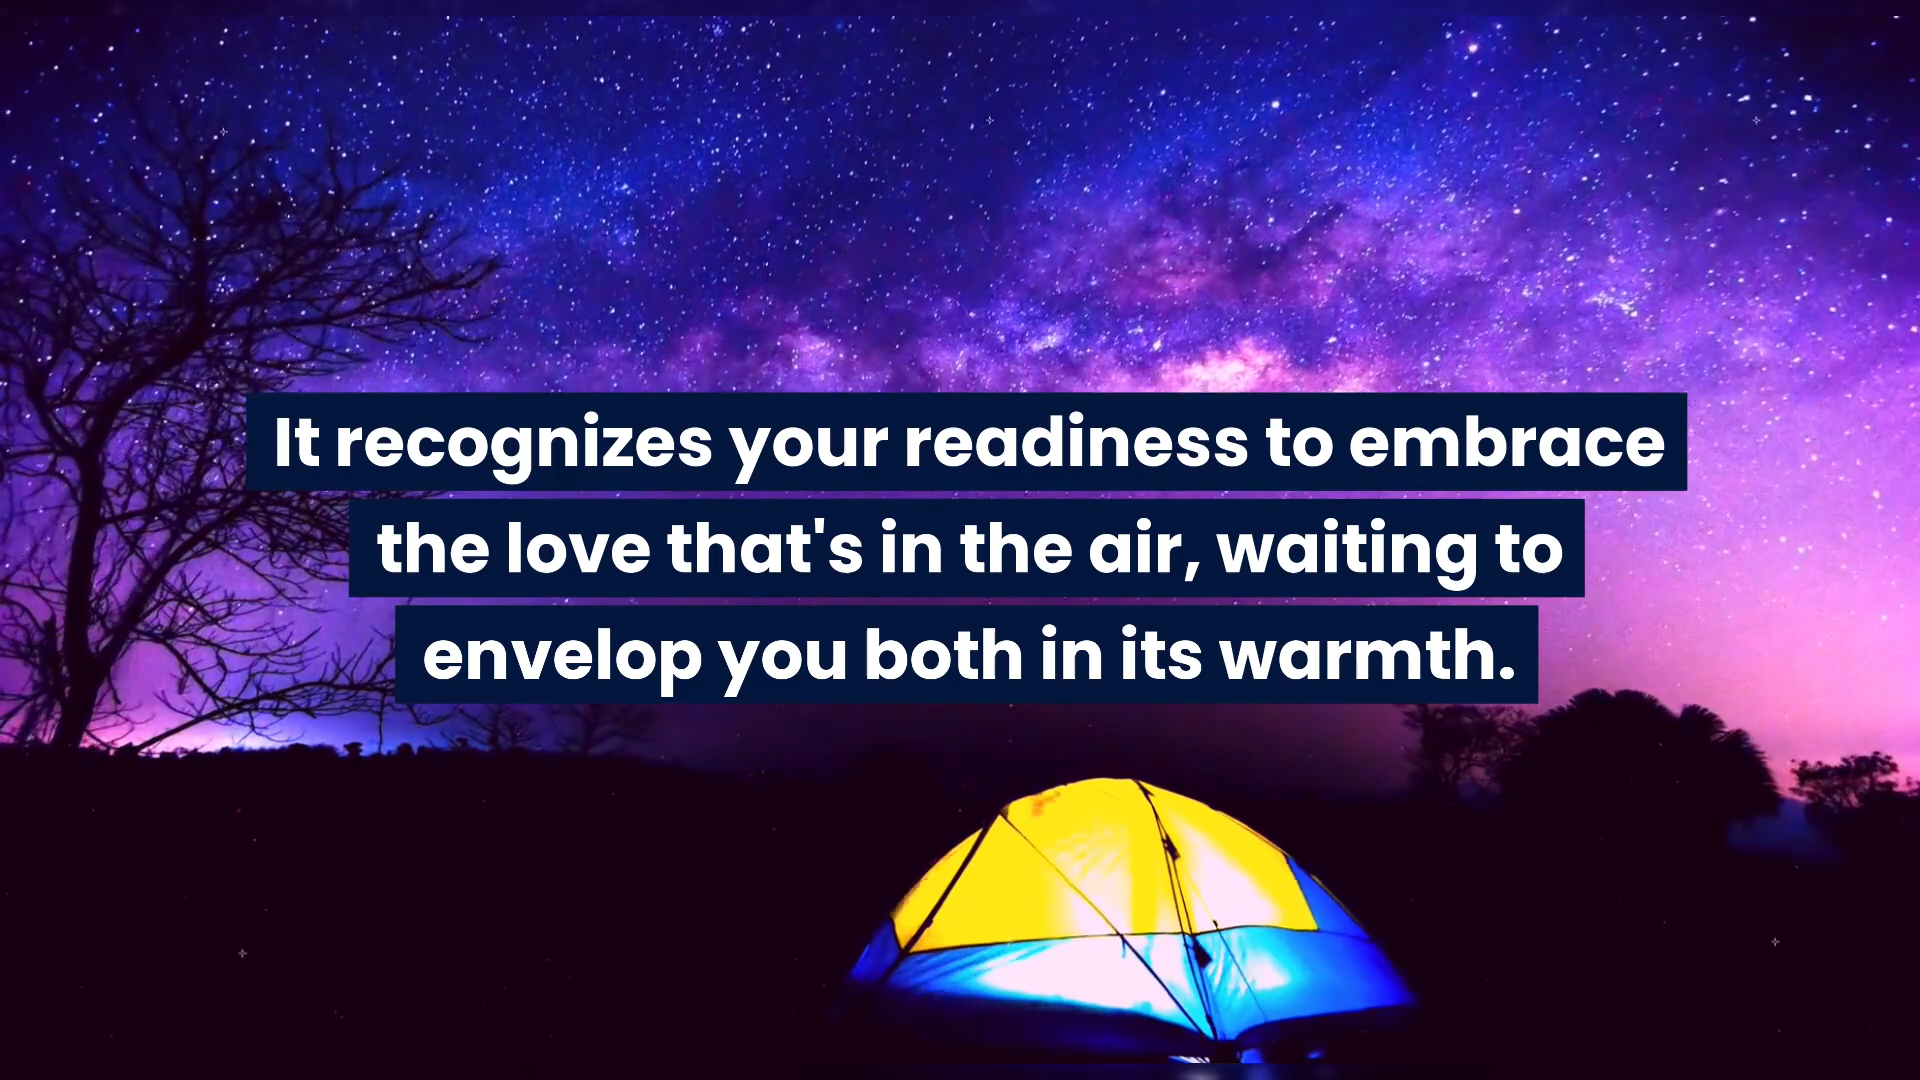 It recognizes your readiness to embrace
the love that's in the air, waiting to
envelop you both in its warmth.